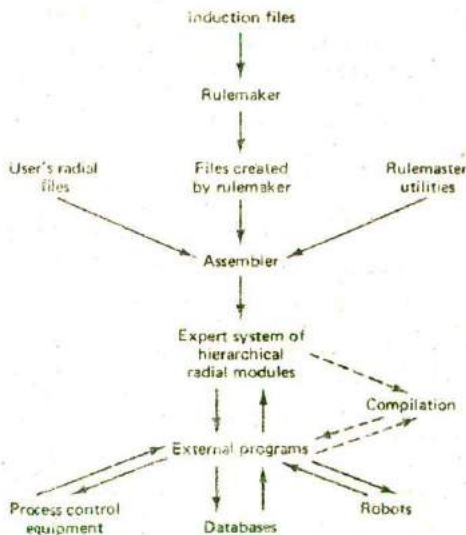 Induction files
Rulemaker
User's radial
files
Files created
by rulemaker
Rulemaster
utilities
Assembler
Expert system of
hierarchical
radial modules
Compilation
External programs
Process control
equipment
Databases
Robots